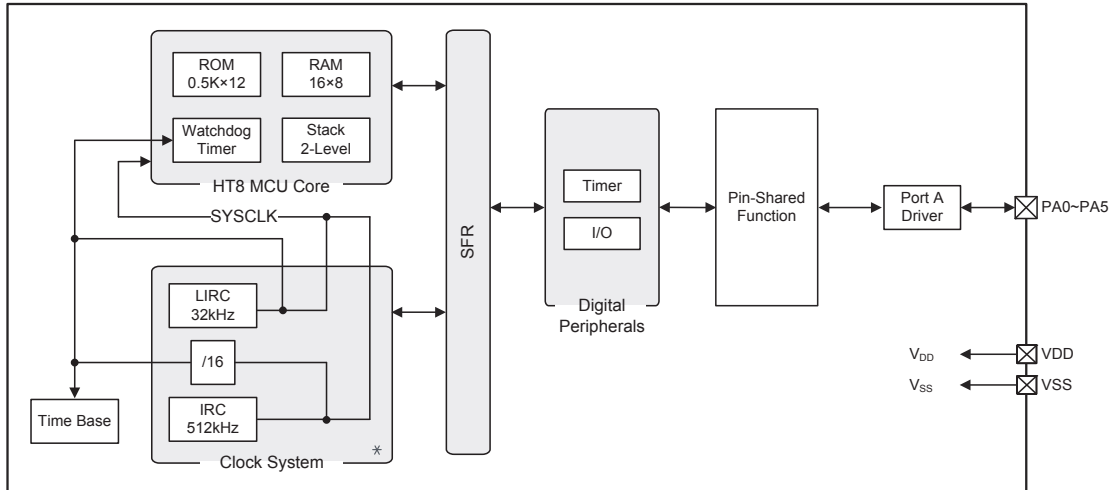 ROM
0.5K×12
RAM
16×8
Watchdog
Timer
Stack
2-Level
HT8 MCU Core
SYSCLK
LIRC
32kHz
/16
IRC
512kHz
Time Base
Clock System
*
SFR
Timer
I/O
Digital
Peripherals
Pin-Shared
Function
Port A
Driver
PA0~PA5
VDD
VDD
VSS
VSS